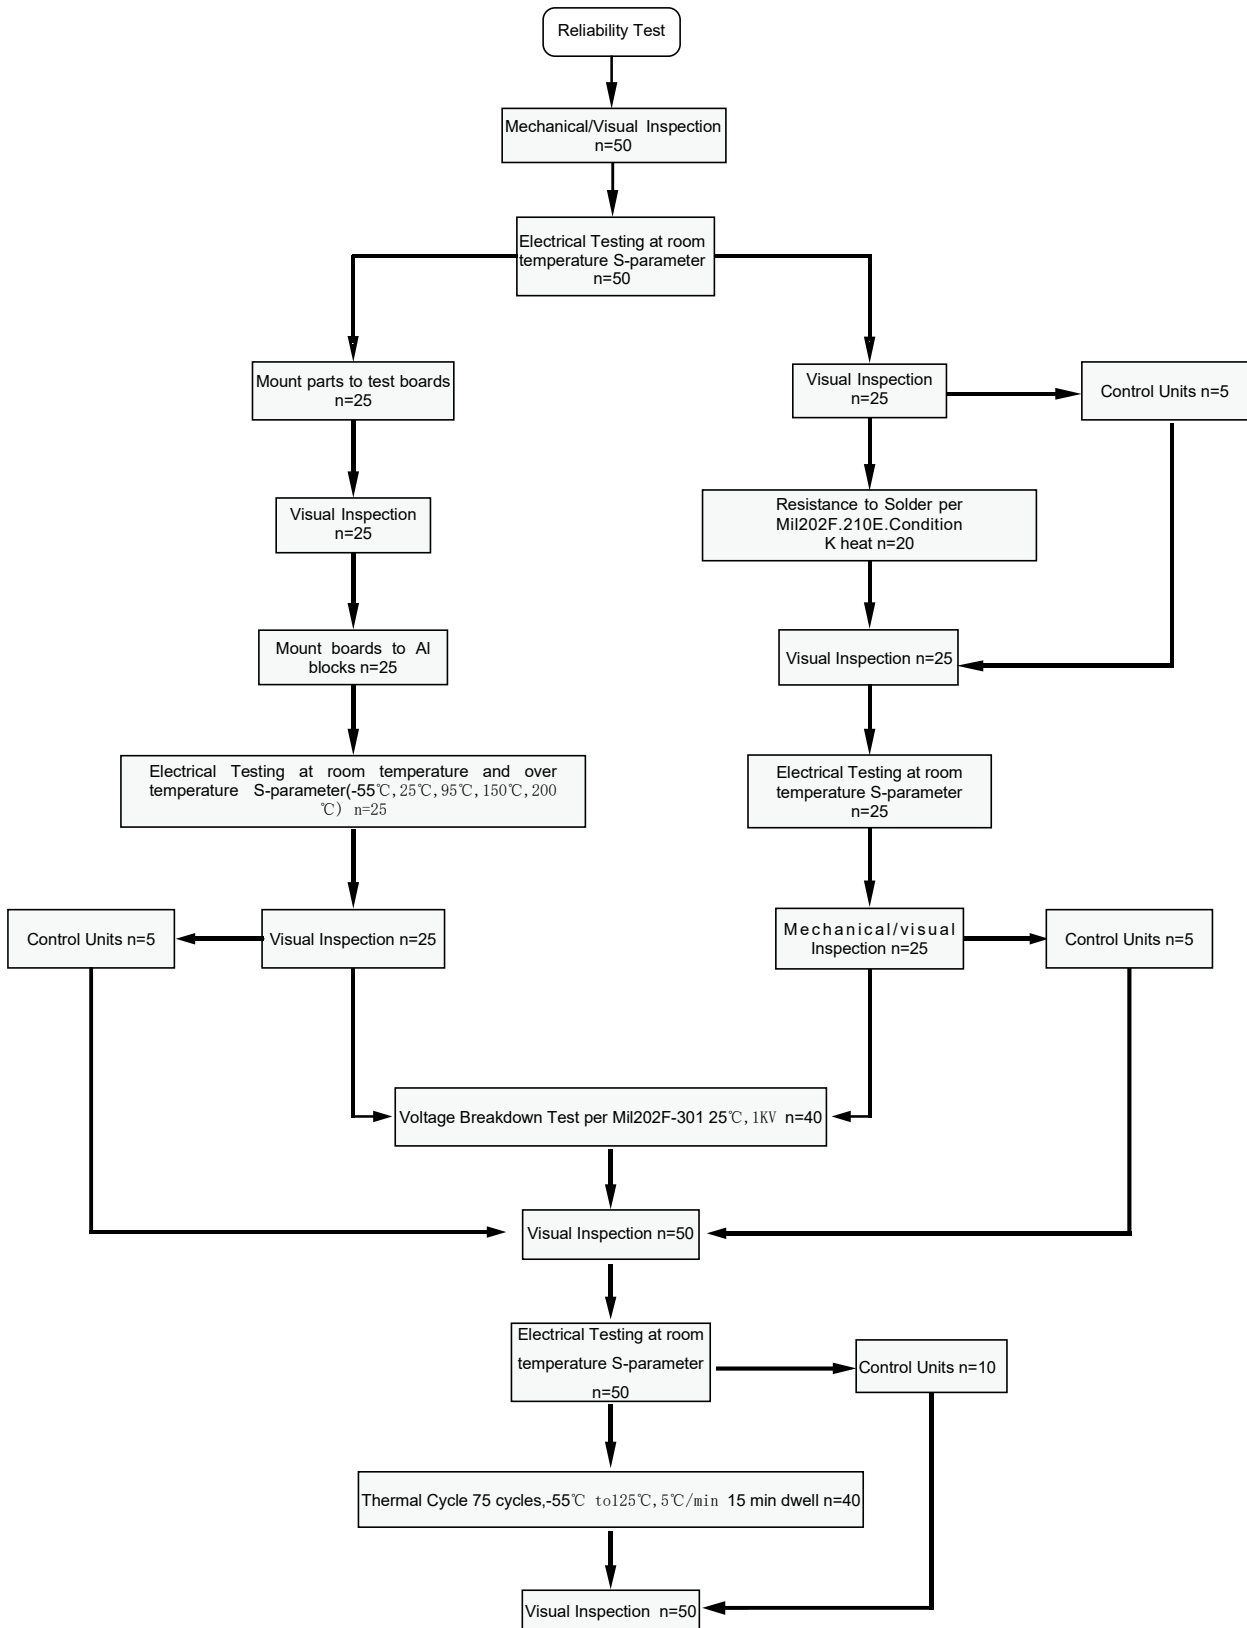 Reliability Test
Mechanical/Visual Inspection
n=50
Electrical Testing at room
temperature S-parameter
n=50
Mount parts to test boards
n=25
Visual Inspection
n=25
Control Units n=5
Visual Inspection
n=25
Resistance to Solder per
Mil202F.210E.Condition
K heat n=20
Mount boards to Al
blocks n=25
Visual Inspection n=25
Electrical Testing at room temperature and over
temperature S-parameter(-55℃,25℃,95℃,150℃,200
℃) n=25
Electrical Testing at room
temperature S-parameter
n=25
Control Units n=5
Visual Inspection n=25
Mechanical/visual
Inspection n=25
Control Units n=5
Voltage Breakdown Test per Mil202F-301 25℃,1KV n=40
Visual Inspection n=50
Electrical Testing at room
temperature S-parameter
n=50
Control Units n=10
Thermal Cycle 75 cycles,-55℃ to125℃,5℃/min 15 min dwell n=40
Visual Inspection n=50